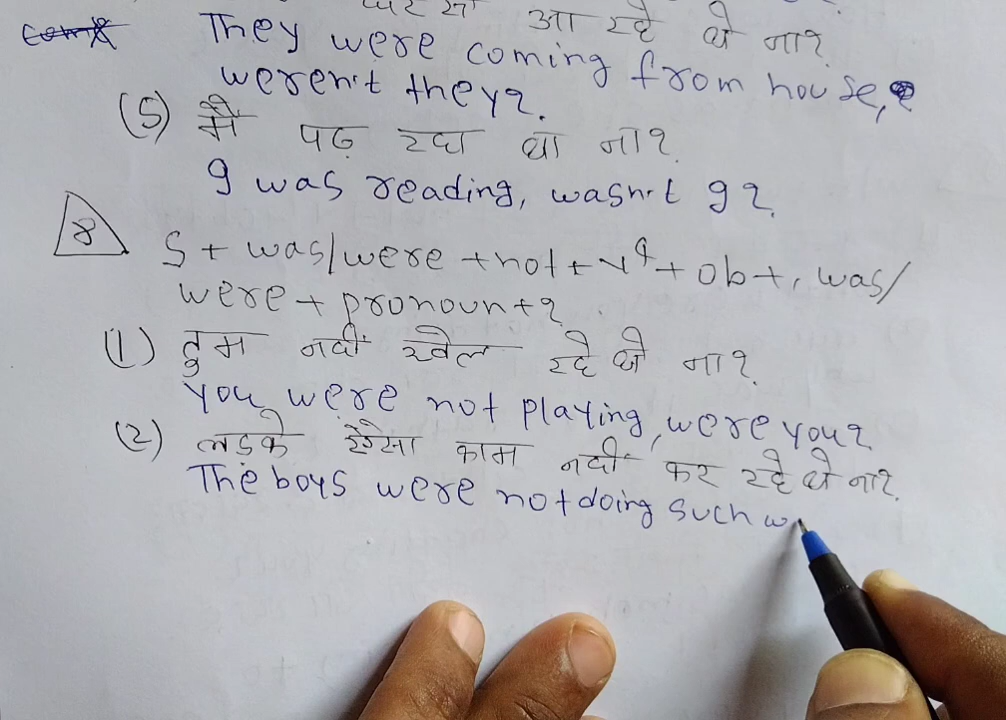 घर से आ रहे थे ना?
They were coming from house,
weren't they?.
(5) मैं पढ़ रहा था ना?.
I was reading, wasn't I?.
8 S + was/were + not + v4 + ob +, was/
were + pronoun + ?.
(1) तुम नहीं खेल रहे थे ना?.
You were not playing, were you?
(2) लड़के ऐसा काम नहीं कर रहे थे ना?.
The boys were not doing such w